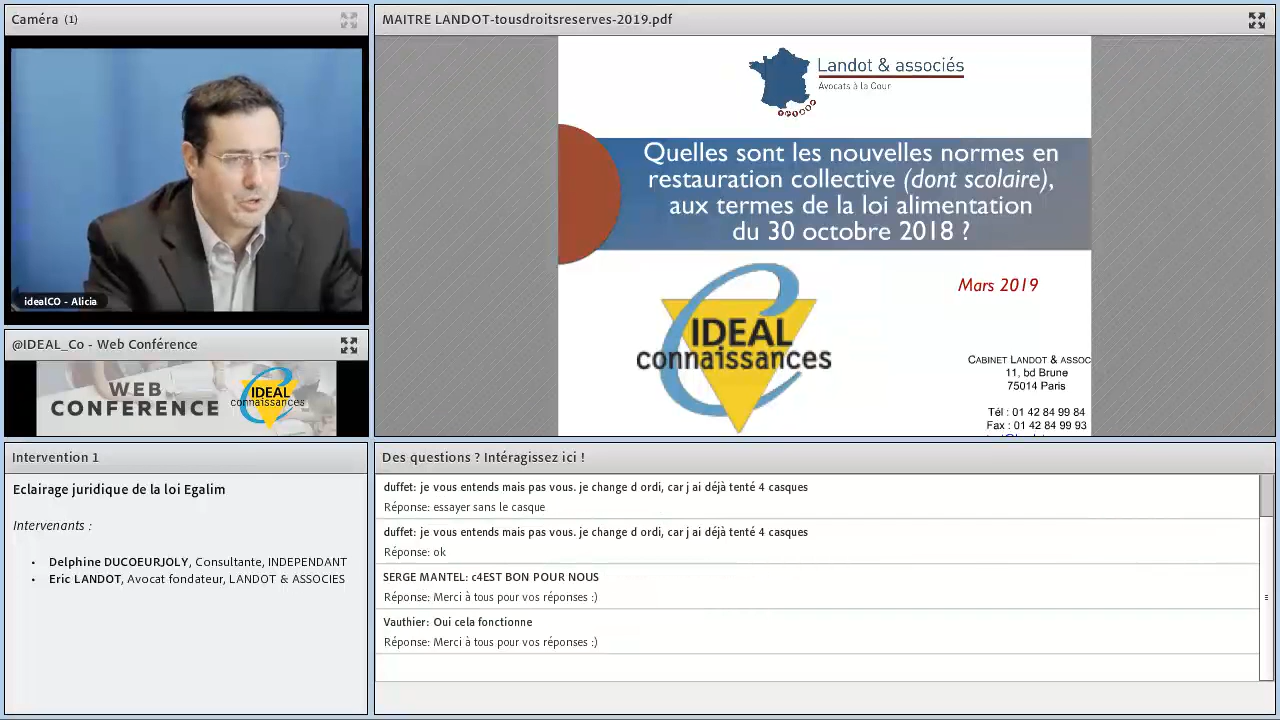 Caméra (1)
idealCO - Alicia
@IDEAL_Co - Web Conférence
WEB
CONFERENCE
IDEAL
connaissances
Intervention 1
Eclairage juridique de la loi Egalim
Intervenants :
• Delphine DUCOEURJOLY, Consultante, INDEPENDANT
• Eric LANDOT, Avocat fondateur, LANDOT & ASSOCIES
MAITRE LANDOT-tousdroitsreserves-2019.pdf
Landot & associés
Avocats à la Cour
Quelles sont les nouvelles normes en
restauration collective (dont scolaire),
aux termes de la loi alimentation
du 30 octobre 2018 ?
Mars 2019
IDEAL
connaissances
CABINET LANDOT & ASSOC
11, bd Brune
75014 Paris
Tél : 01 42 84 99 84
Fax : 01 42 84 99 93
Des questions ? Intéragissez ici !
duffet: je vous entends mais pas vous. je change d ordi, car j ai déjà tenté 4 casques
Réponse: essayer sans le casque
duffet: je vous entends mais pas vous. je change d ordi, car j ai déjà tenté 4 casques
Réponse: ok
SERGE MANTEL: c4EST BON POUR NOUS
Réponse: Merci à tous pour vos réponses :)
Vauthier: Oui cela fonctionne
Réponse: Merci à tous pour vos réponses :)